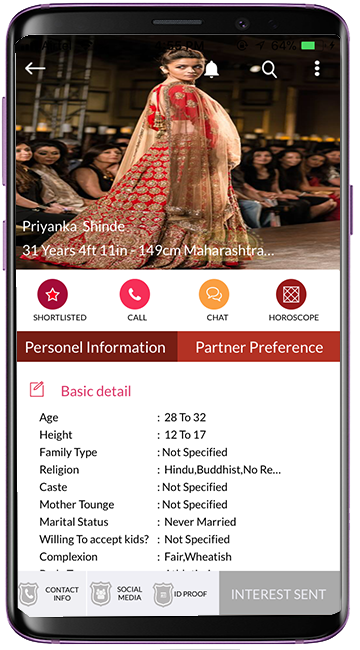 64%
Priyanka Shinde
31 Years 4ft 11in - 149cm Maharashtra...
SHORTLISTED CALL CHAT HOROSCOPE
Personel Information Partner Preference
Basic detail
Age : 28 To 32
Height : 12 To 17
Family Type : Not Specified
Religion : Hindu,Buddhist,No Re...
Caste : Not Specified
Mother Tounge : Not Specified
Marital Status : Never Married
Willing To accept kids? : Not Specified
Complexion : Fair,Wheatish
CONTACT INFO
SOCIAL MEDIA
ID PROOF
INTEREST SENT